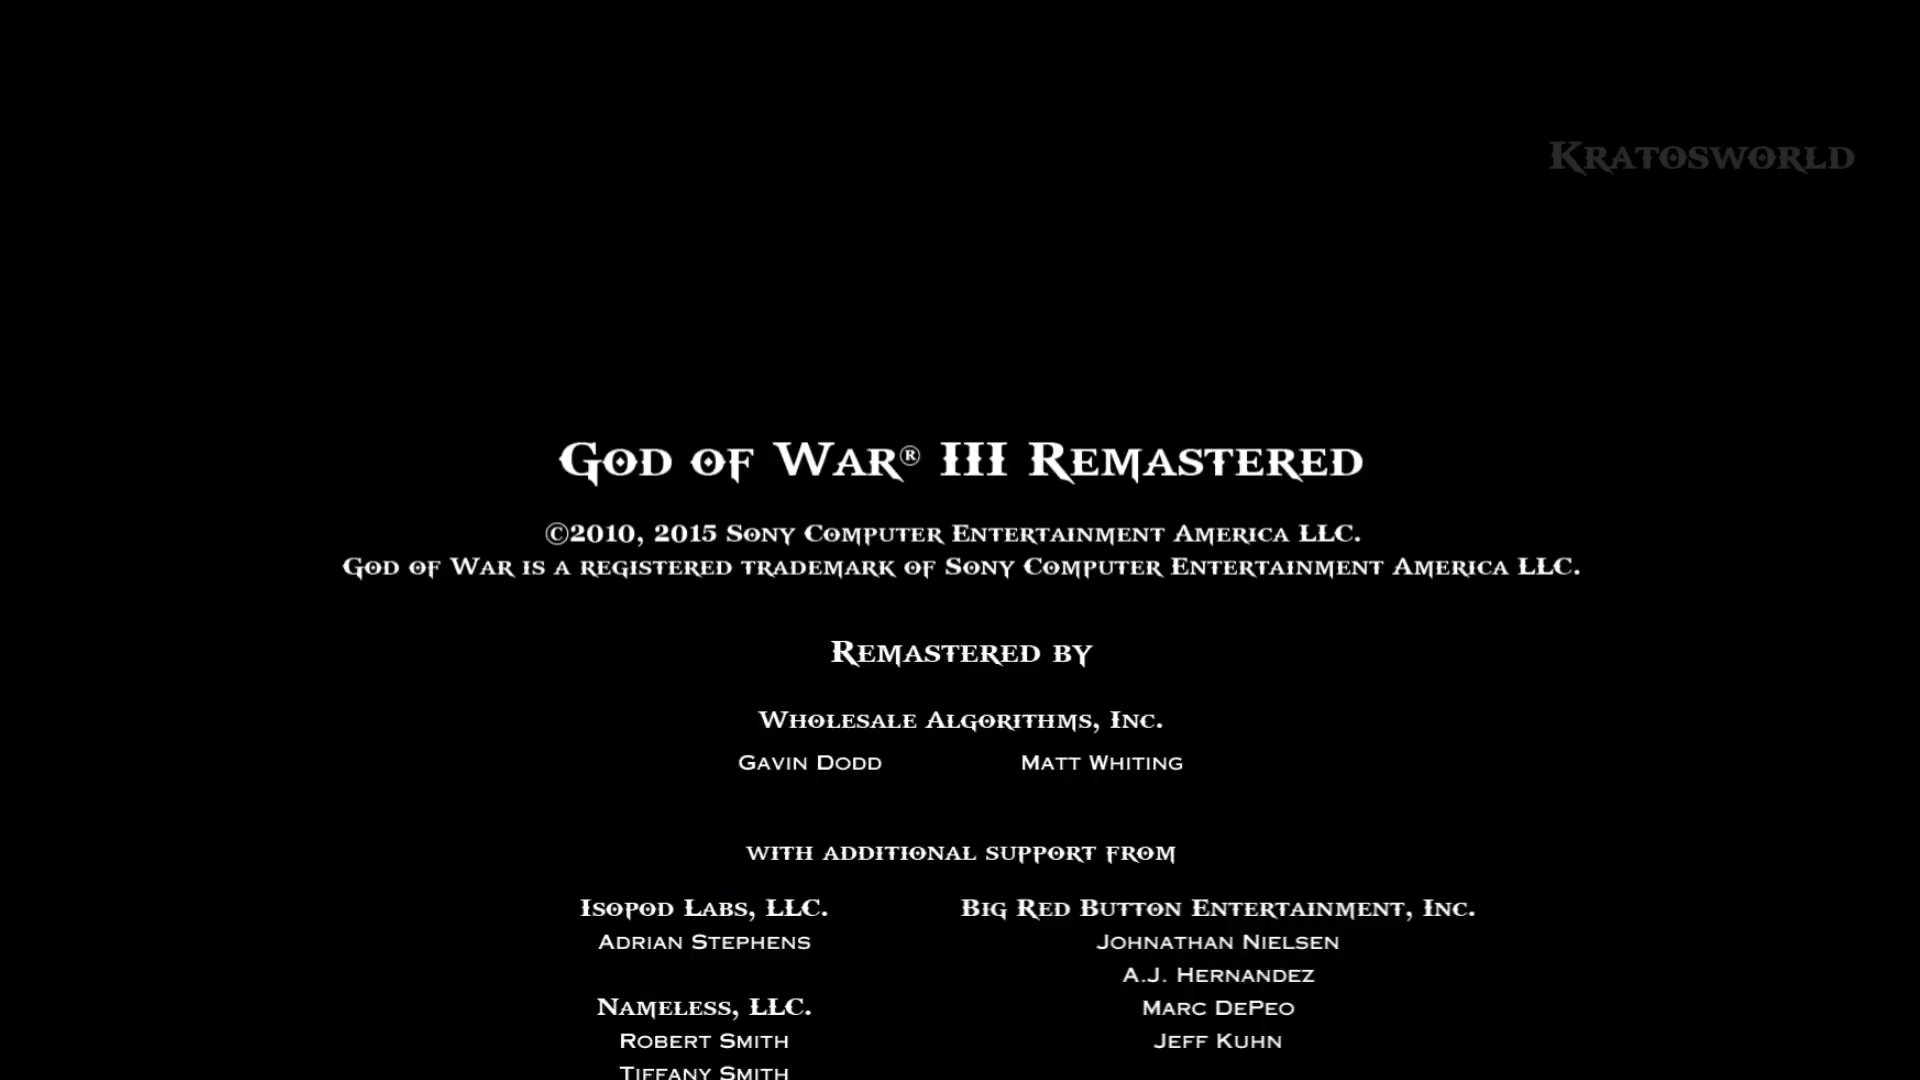 Kratosworld
God of War® III Remastered
©2010, 2015 Sony Computer Entertainment America LLC.
God of War is a registered trademark of Sony Computer Entertainment America LLC.
Remastered by
Wholesale Algorithms, Inc.
Gavin Dodd Matt Whiting
with additional support from
Isopod Labs, LLC. Big Red Button Entertainment, Inc.
Adrian Stephens Johnathan Nielsen
A.J. Hernandez
Nameless, LLC. Marc DePeo
Robert Smith Jeff Kuhn
Tiffany Smith